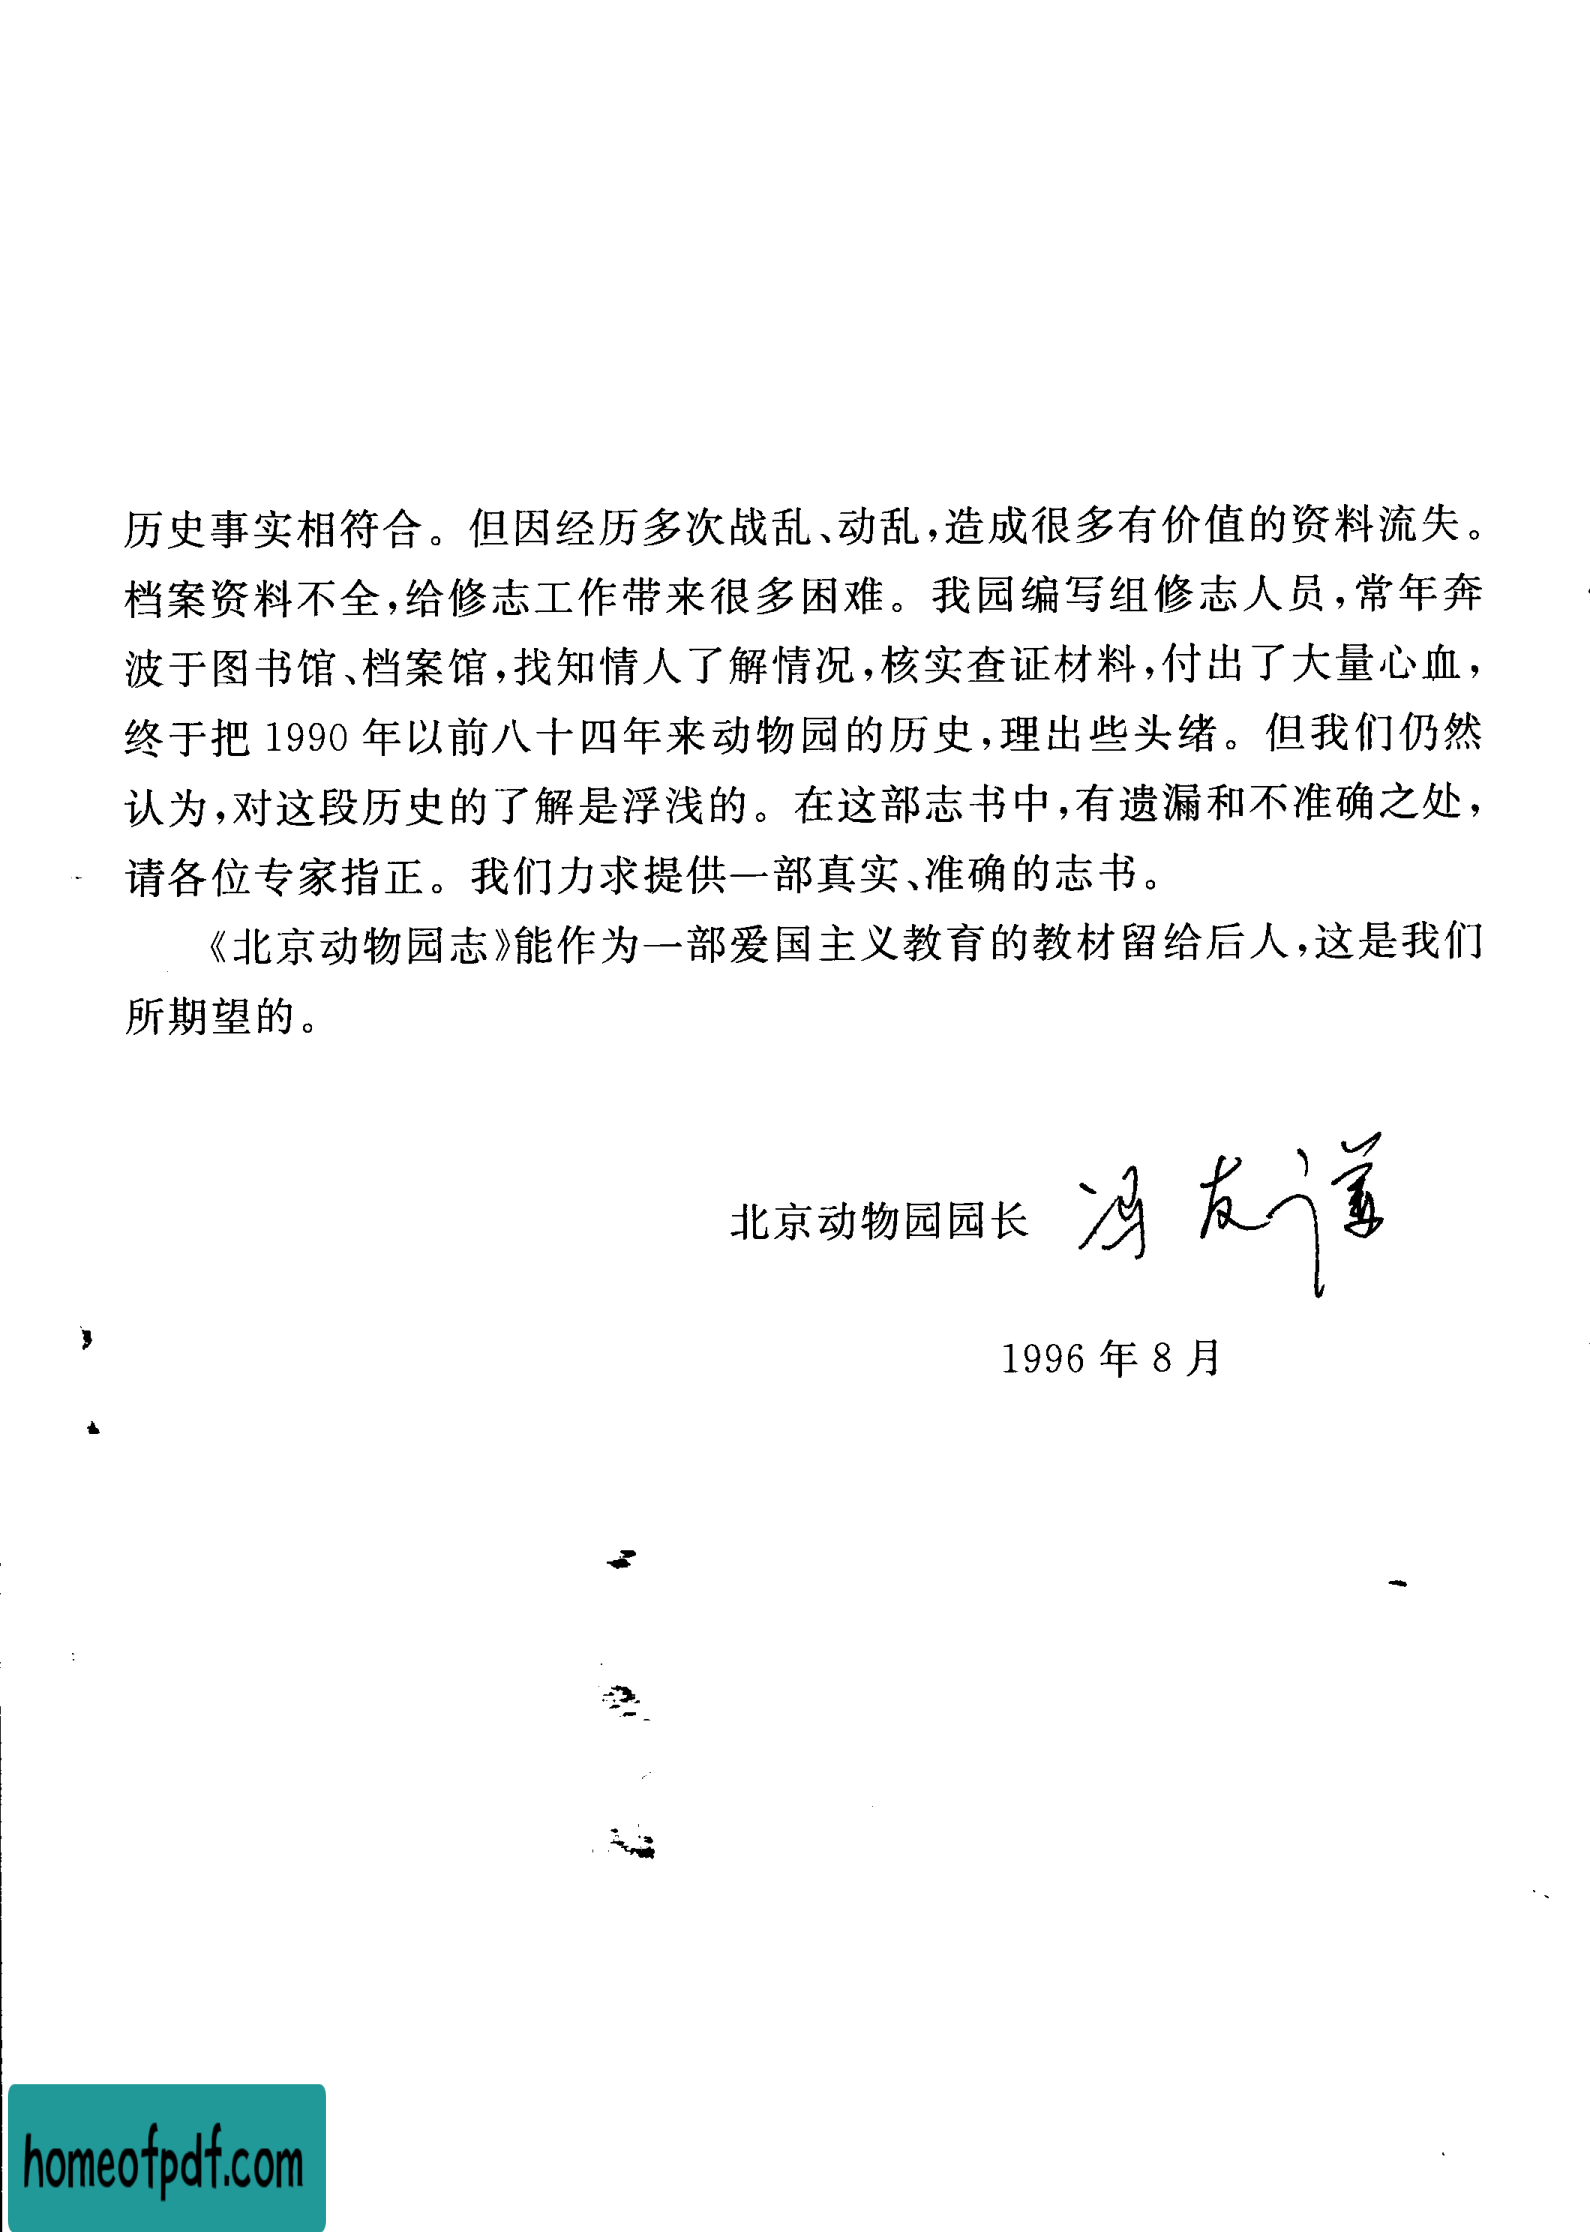 历史事实相符合。但因经历多次战乱、动乱,造成很多有价值的资料流失。
档案资料不全,给修志工作带来很多困难。我园编写组修志人员,常年奔
波于图书馆、档案馆,找知情人了解情况,核实查证材料,付出了大量心血,
终于把 1990 年以前八十四年来动物园的历史,理出些头绪。但我们仍然
认为,对这段历史的了解是浮浅的。在这部志书中,有遗漏和不准确之处,
请各位专家指正。我们力求提供一部真实、准确的志书。
《北京动物园志》能作为一部爱国主义教育的教材留给后人,这是我们
所期望的。
北京动物园园长 冯友谦
1996 年 8 月
homeofpdf.com